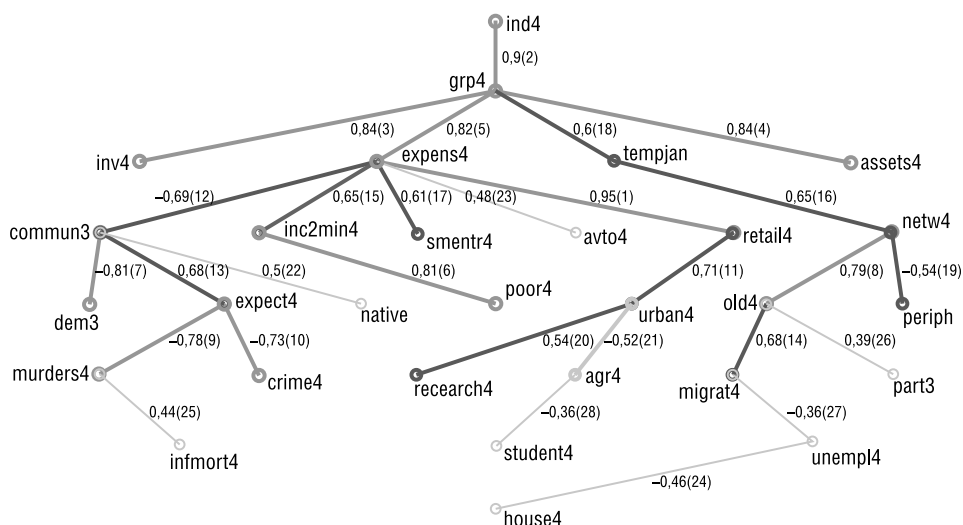 ind4
0,9(2)
grp4
0,84(3)
0,82(5)
0,6(18)
0,84(4)
inv4
expens4
tempjan
assets4
–0,69(12)
0,65(15)
0,61(17)
0,48(23)
0,95(1)
0,65(16)
commun3
inc2min4
smentr4
avto4
retail4
netw4
–0,81(7)
0,68(13)
0,5(22)
0,81(6)
0,71(11)
0,79(8)
–0,54(19)
dem3
expect4
native
poor4
urban4
old4
periph
–0,78(9)
–0,73(10)
0,54(20)
–0,52(21)
0,68(14)
0,39(26)
murders4
crime4
recearch4
agr4
migrat4
part3
0,44(25)
–0,36(28)
–0,36(27)
infmort4
student4
unempl4
–0,46(24)
house4